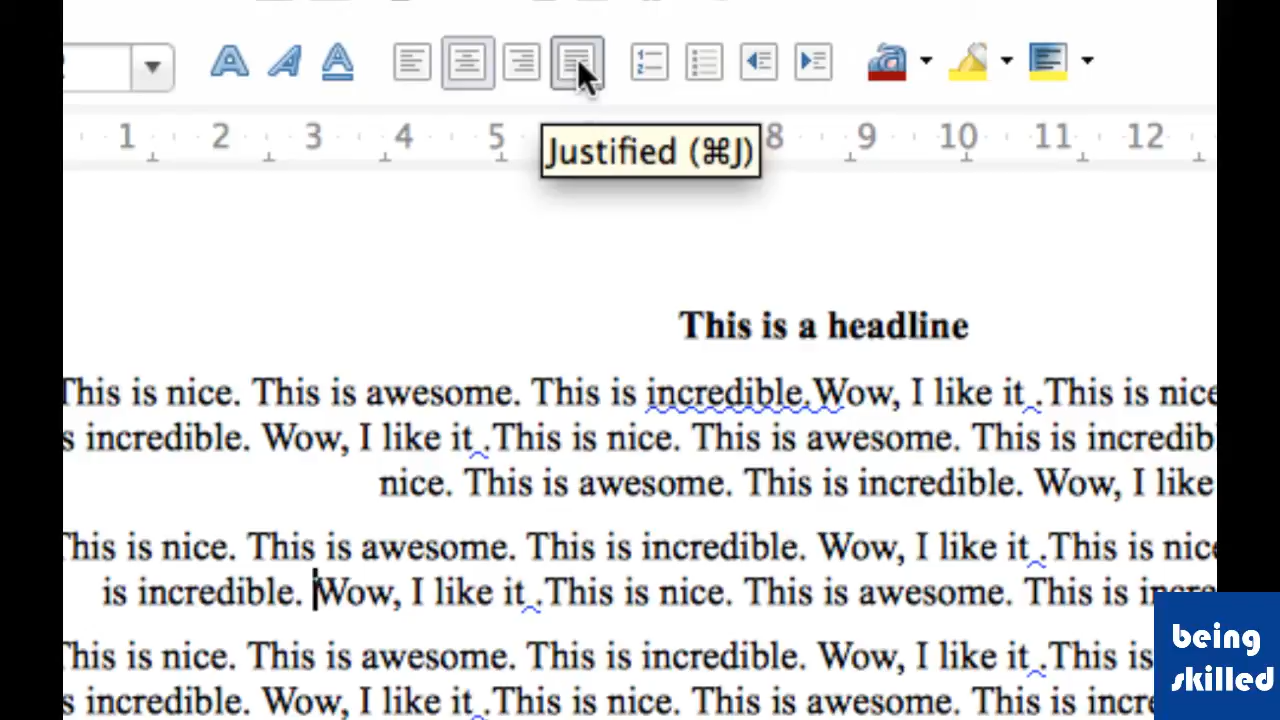 1 2 3 4 5 8 9 10 11 12
Justified (⌘J)
This is a headline
This is nice. This is awesome. This is incredible.Wow, I like it .This is nice
s incredible. Wow, I like it .This is nice. This is awesome. This is incredib
nice. This is awesome. This is incredible. Wow, I like
This is nice. This is awesome. This is incredible. Wow, I like it .This is nice
is incredible. Wow, I like it .This is nice. This is awesome. This is incre
This is nice. This is awesome. This is incredible. Wow, I like it .This is
s incredible. Wow, I like it .This is nice. This is awesome. This is incre
being
skilled